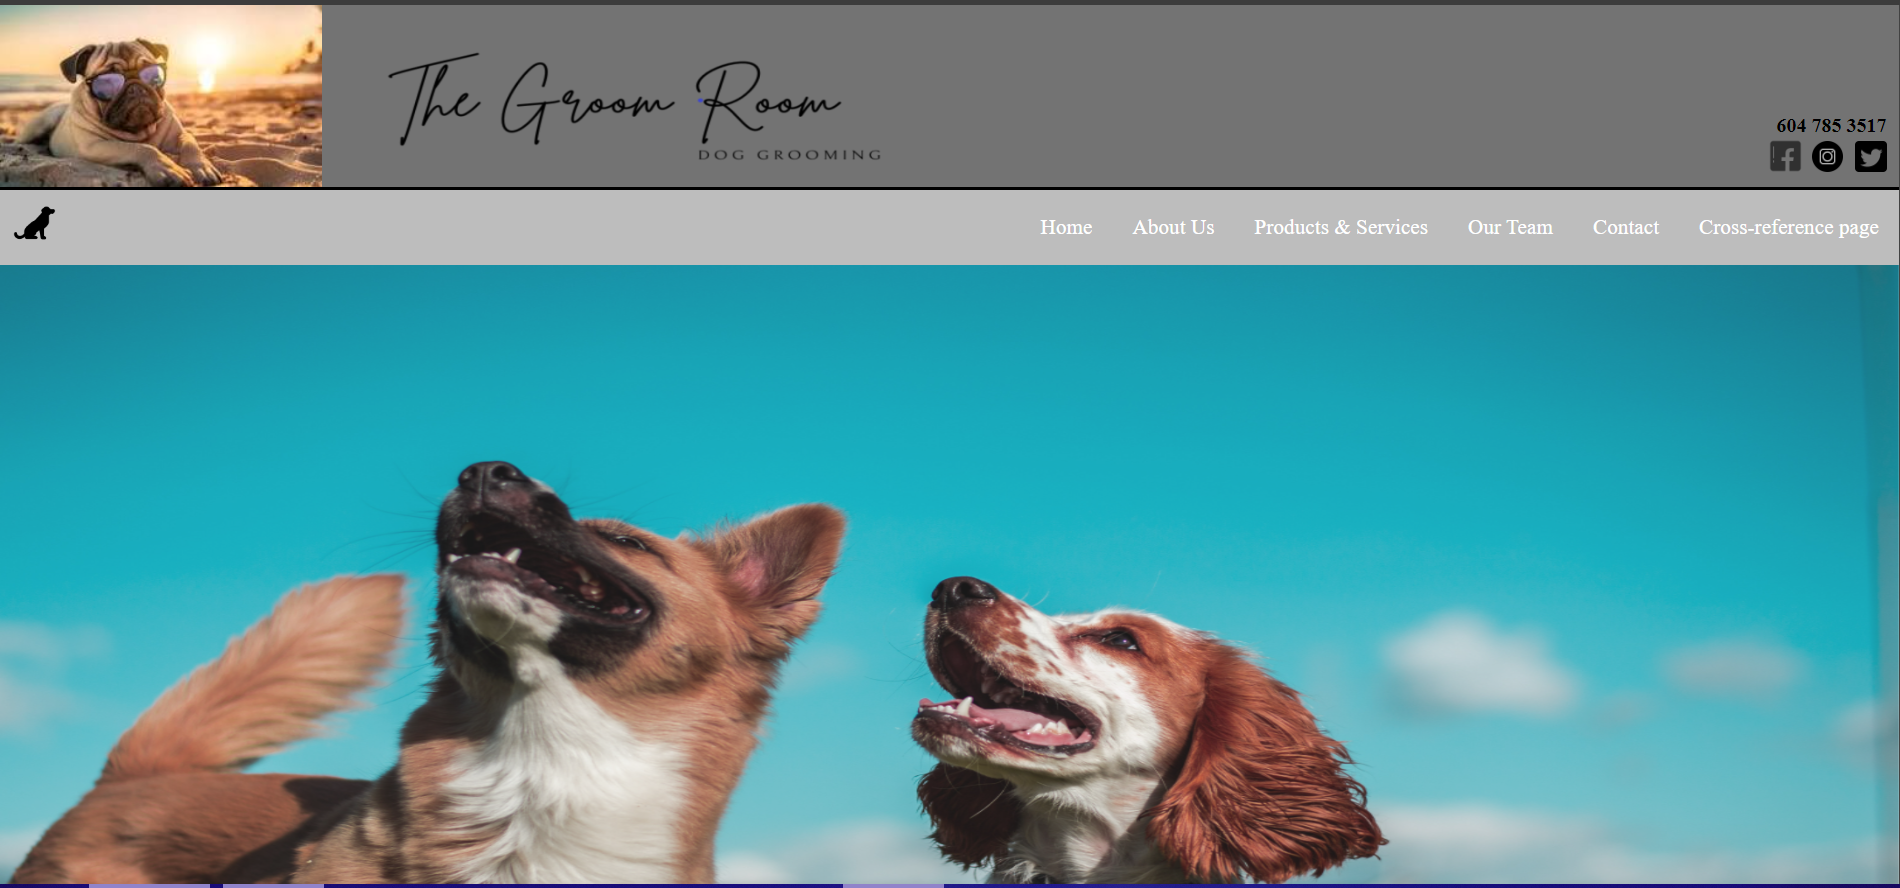 The Groom Room
DOG GROOMING
604 785 3517
Home About Us Products & Services Our Team Contact Cross-reference page